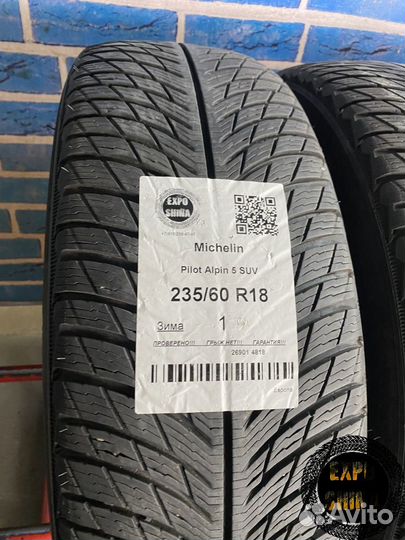 EXPO
SHINA
Michelin
Pilot Alpin 5 SUV
235/60 R18
Зима 1
ПРОВЕРЕНО!!! ГРЫЖ НЕТ!!! ГАРАНТИЯ!!!
26901 4818
EXPO
SHINA
Avito